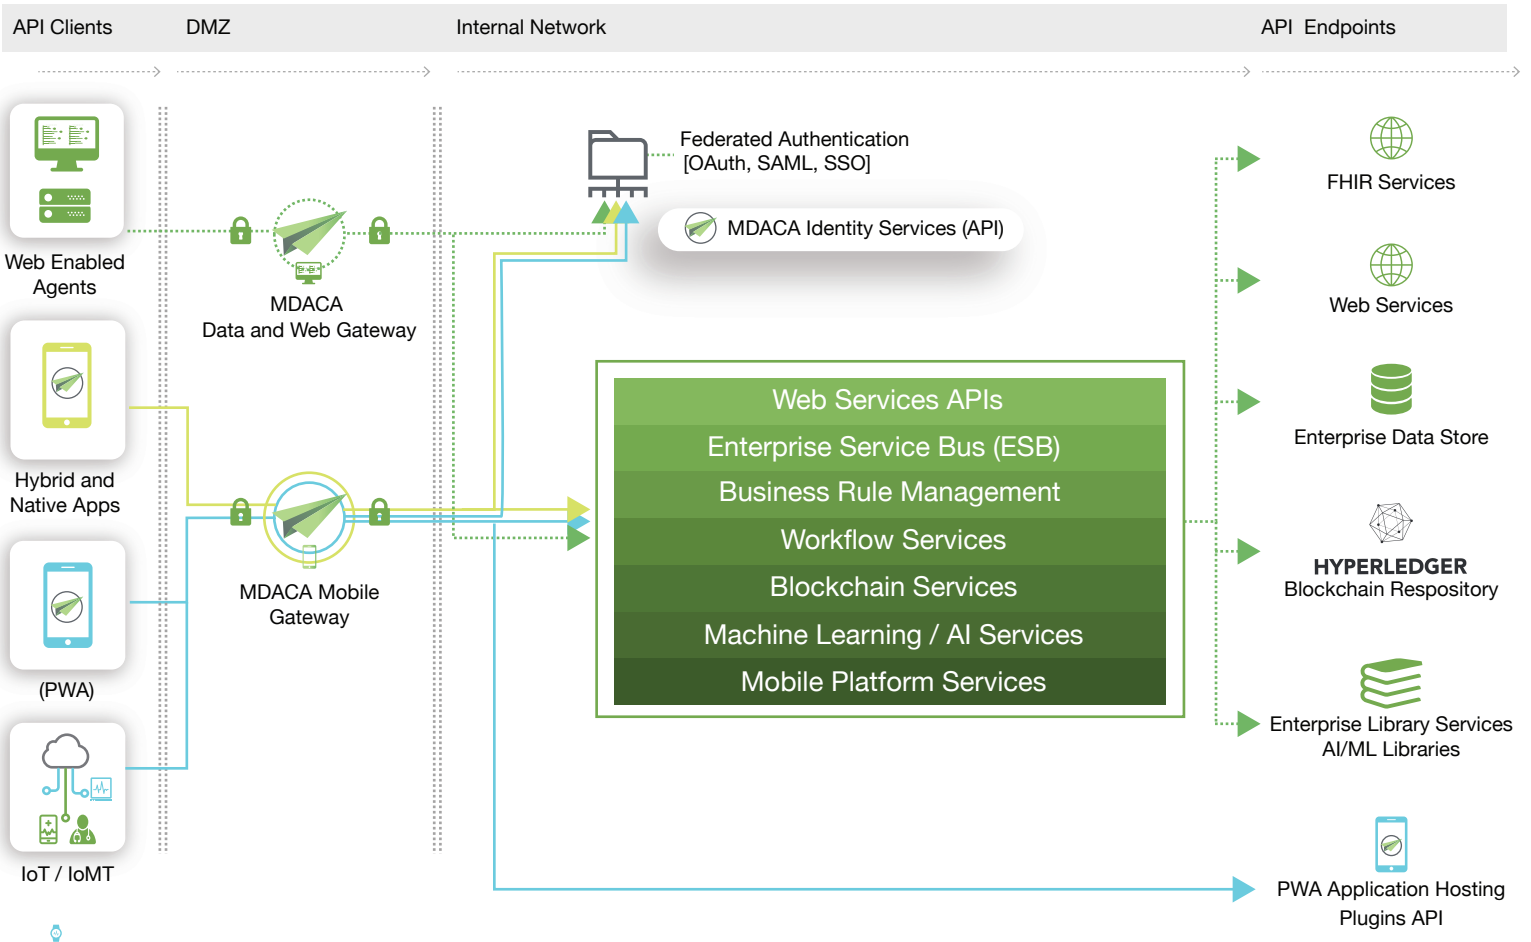 API Clients
DMZ
Internal Network
API Endpoints
Web Enabled
Agents
Hybrid and
Native Apps
(PWA)
IoT / IoMT
MDACA
Data and Web Gateway
MDACA Mobile
Gateway
Federated Authentication
[OAuth, SAML, SSO]
MDACA Identity Services (API)
Web Services APIs
Enterprise Service Bus (ESB)
Business Rule Management
Workflow Services
Blockchain Services
Machine Learning / AI Services
Mobile Platform Services
FHIR Services
Web Services
Enterprise Data Store
HYPERLEDGER
Blockchain Respository
Enterprise Library Services
AI/ML Libraries
PWA Application Hosting
Plugins API